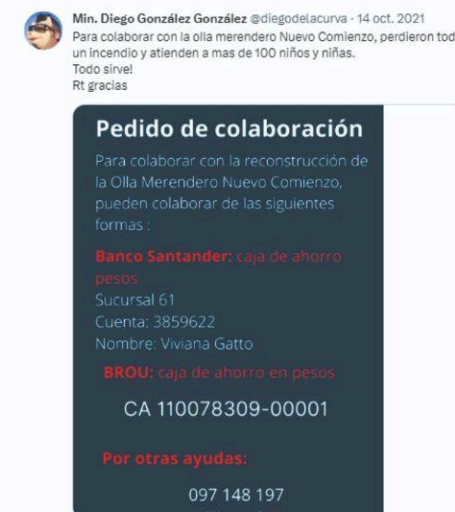 Min. Diego González González @diegodelacurva · 14 oct. 2021
Para colaborar con la olla merendero Nuevo Comienzo, perdieron tod
un incendio y atienden a mas de 100 niños y niñas.
Todo sirve!
Rt gracias
Pedido de colaboración
Para colaborar con la reconstrucción de
la Olla Merendero Nuevo Comienzo,
pueden colaborar de las siguientes
formas :
Banco Santander: caja de ahorro
pesos
Sucursal 61
Cuenta: 3859622
Nombre: Viviana Gatto
BROU: caja de ahorro en pesos
CA 110078309-00001
Por otras ayudas:
097 148 197